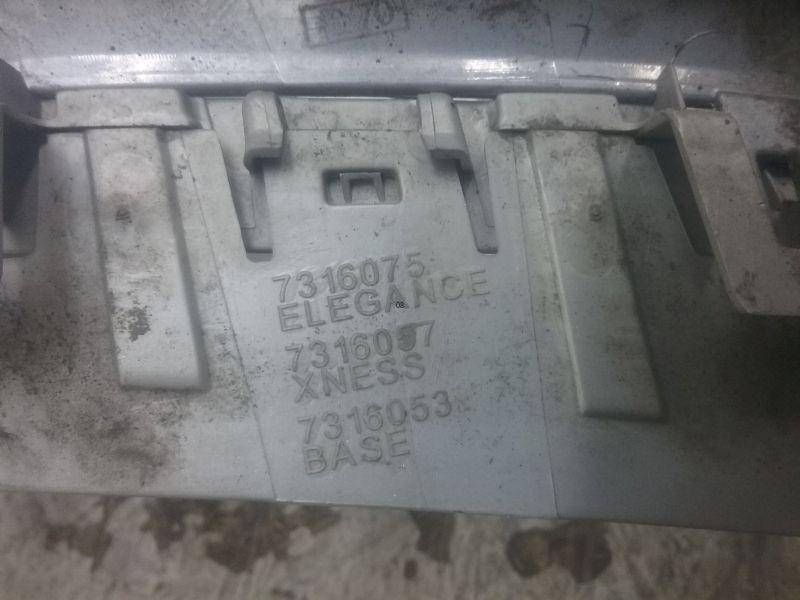 7316075
ELEGANCE
XNESS
7316053
BASE